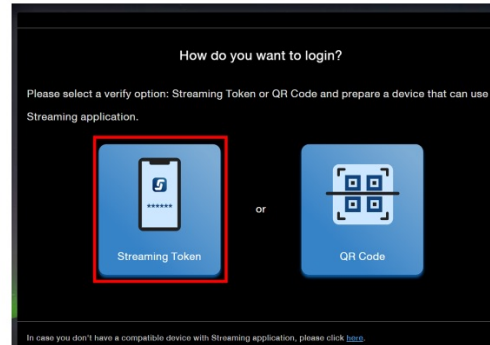 How do you want to login?
Please select a verify option: Streaming Token or QR Code and prepare a device that can use
Streaming application.
******
or
Streaming Token
QR Code
In case you don't have a compatible device with Streaming application, please click here.